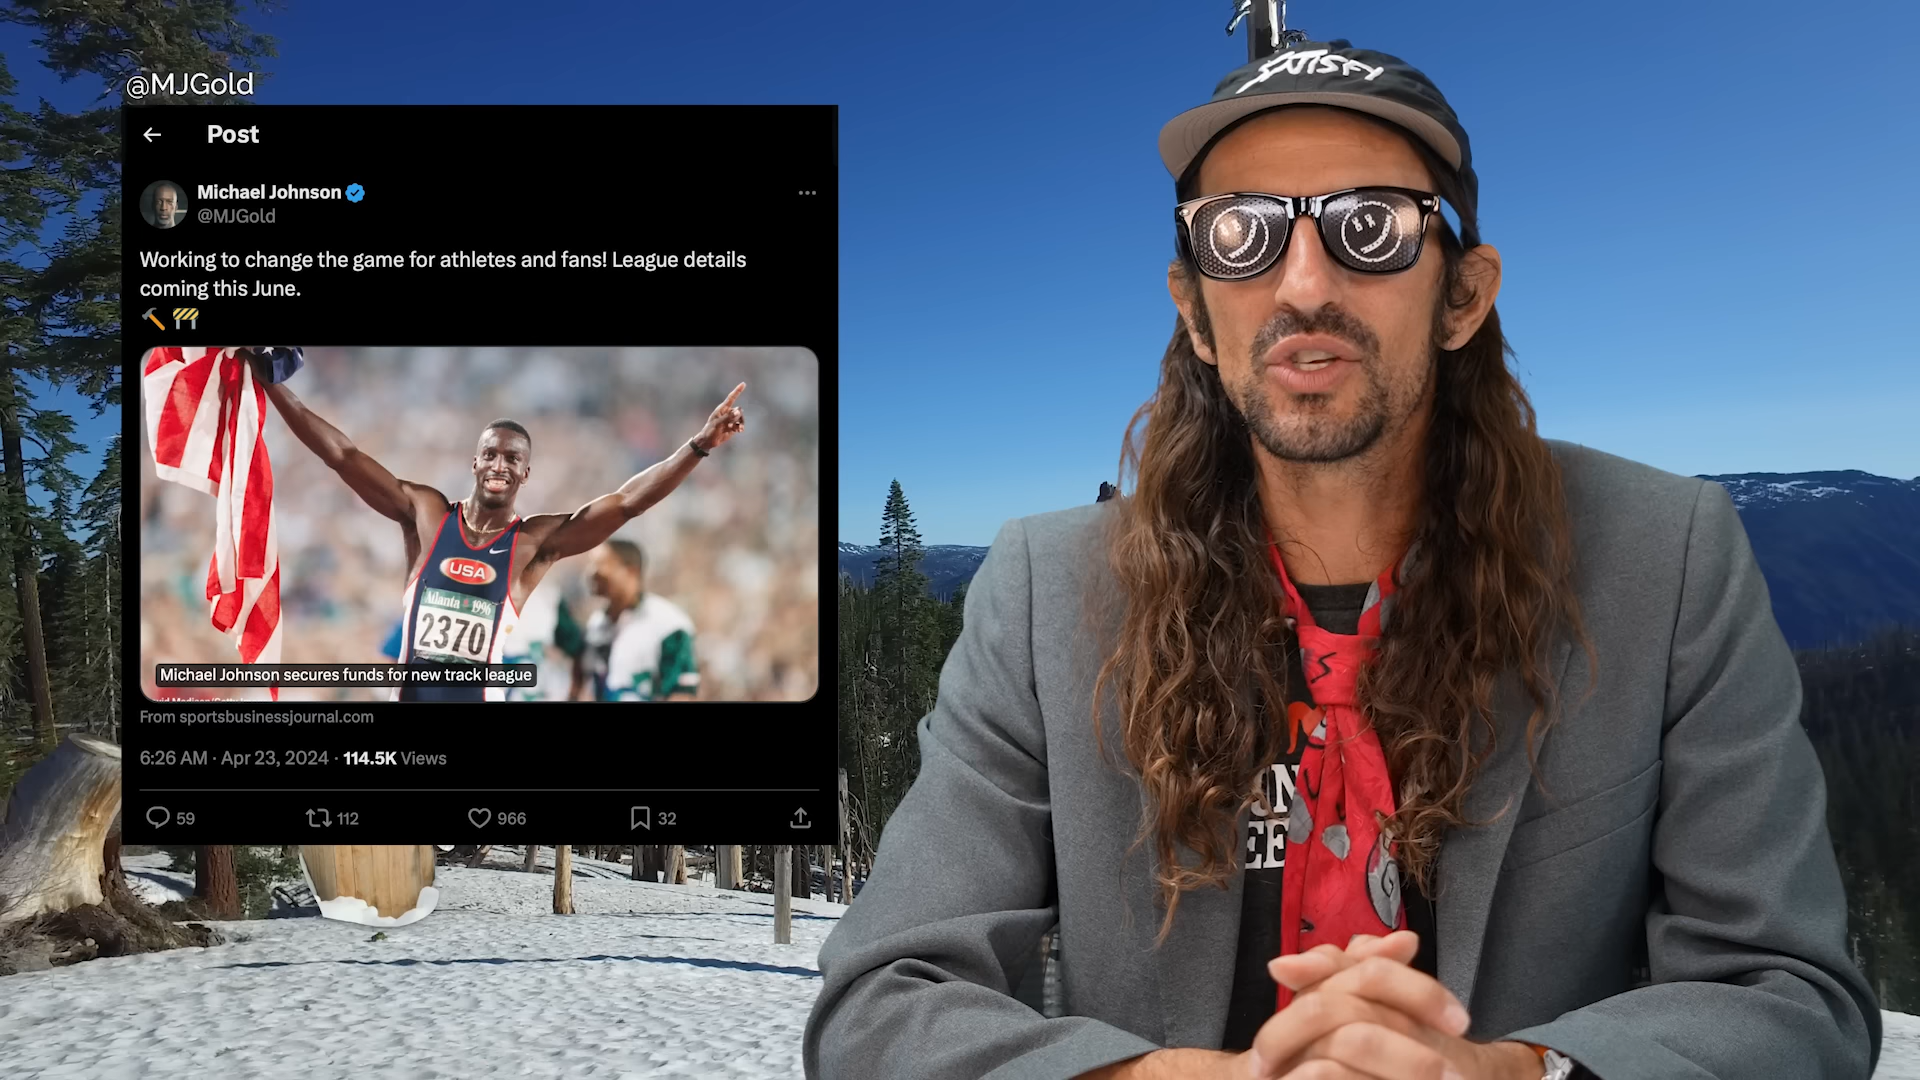 @MJGold
Post
Michael Johnson
@MJGold
Working to change the game for athletes and fans! League details
coming this June.
USA
Atlanta 1996
2370
Michael Johnson secures funds for new track league
From sportsbusinessjournal.com
6:26 AM · Apr 23, 2024 · 114.5K Views
59 112 966 32
SATISFY